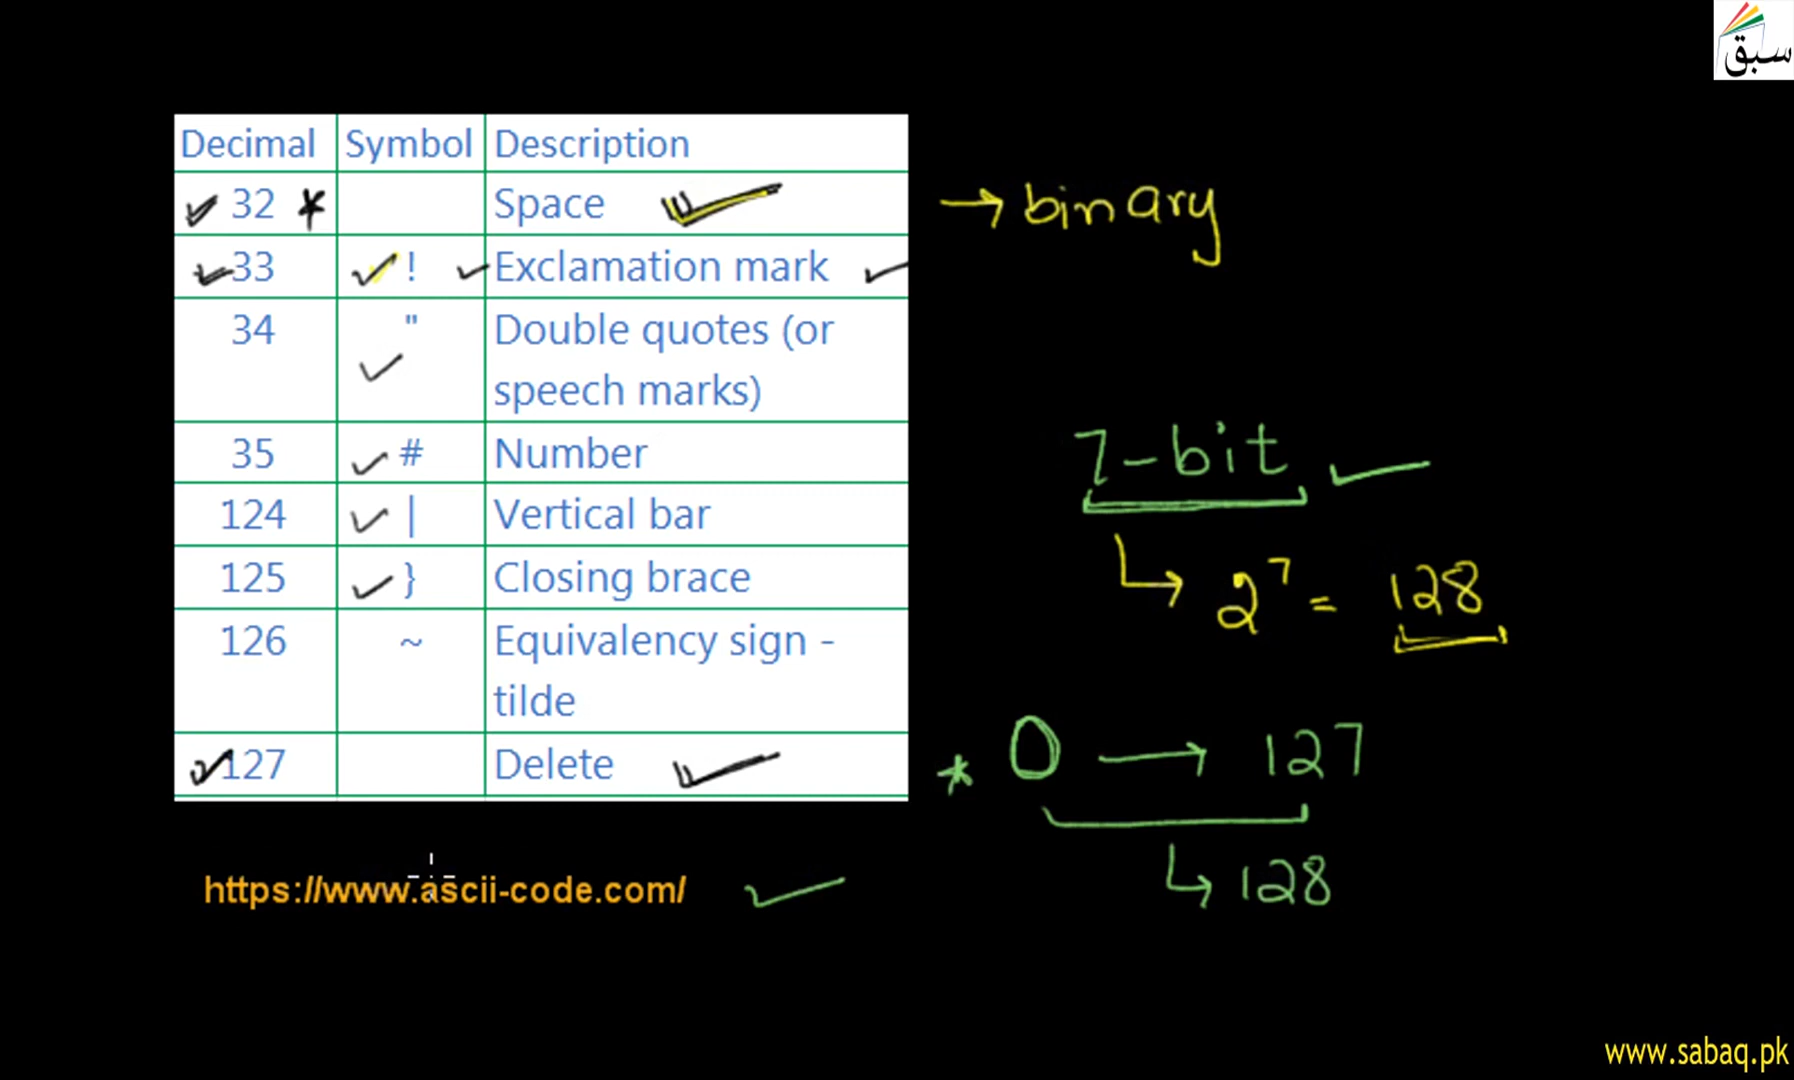 سبق
Decimal Symbol Description
32 * Space
→ binary
33 ! Exclamation mark
34 " Double quotes (or
speech marks)
35 # Number
7-bit
124 | Vertical bar
125 } Closing brace
2⁷ = 128
126 ~ Equivalency sign -
tilde
127 Delete
* 0 → 127
128
https://www.ascii-code.com/
www.sabaq.pk